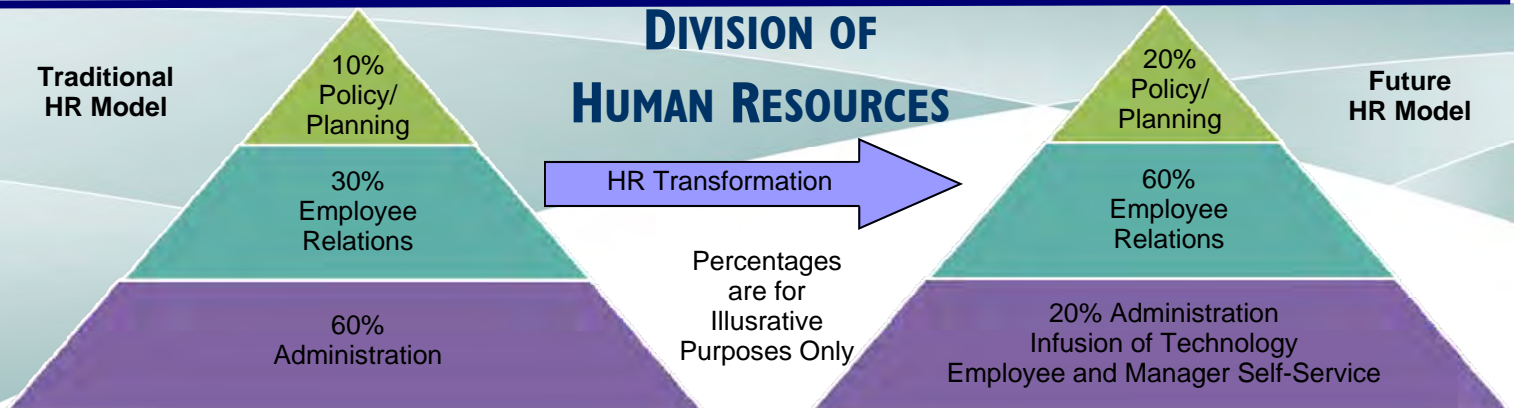 Traditional
HR Model
10%
Policy/
Planning
30%
Employee
Relations
60%
Administration
DIVISION OF
HUMAN RESOURCES
HR Transformation
Percentages
are for
Illusrative
Purposes Only
20%
Policy/
Planning
60%
Employee
Relations
20% Administration
Infusion of Technology
Employee and Manager Self-Service
Future
HR Model